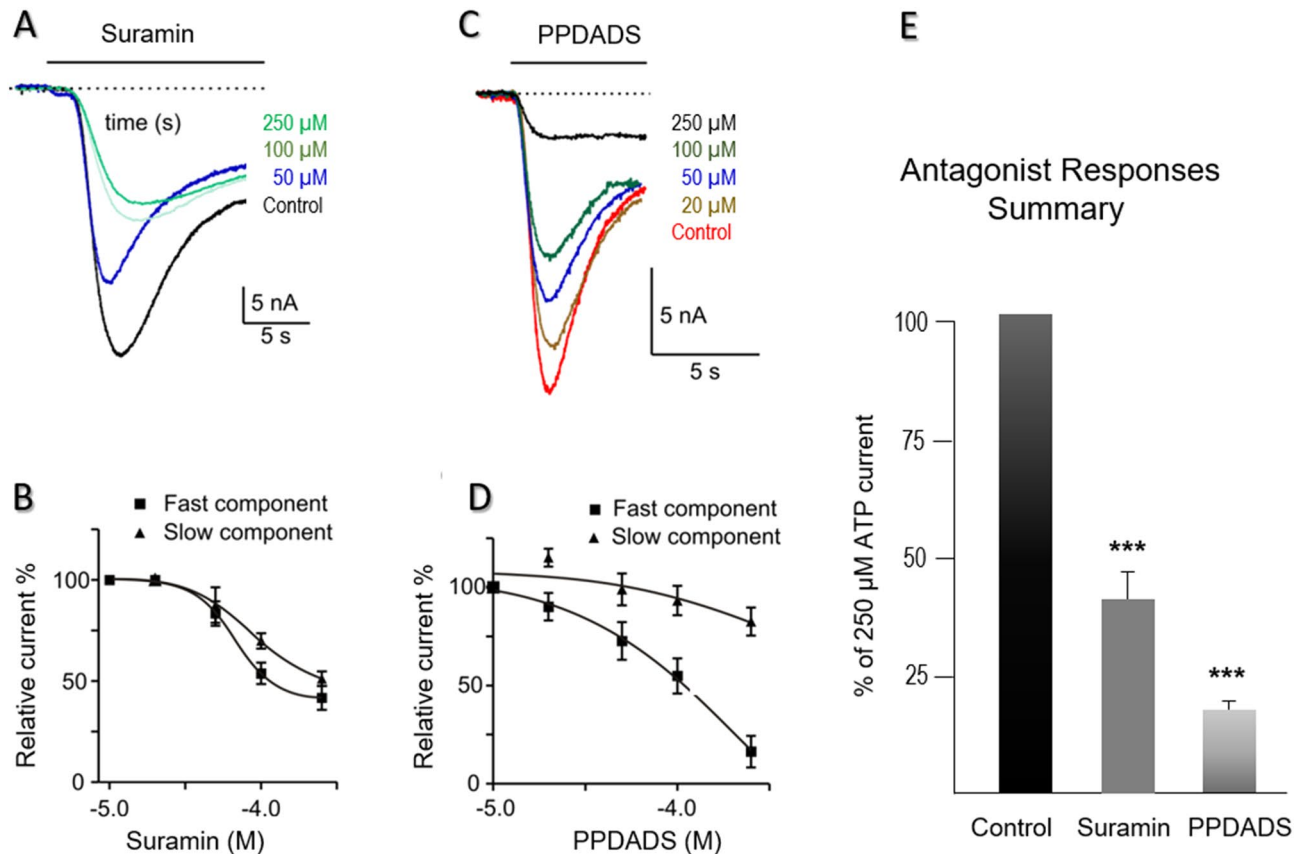 A
Suramin
time (s)
250 µM
100 µM
50 µM
Control
5 nA
5 s
C
PPDADS
250 µM
100 µM
50 µM
20 µM
Control
5 nA
5 s
E
Antagonist Responses
Summary
% of 250 µM ATP current
100
75
50
25
***
***
Control Suramin PPDADS
B
Fast component
Slow component
Relative current %
100
50
0
-5.0 -4.0
Suramin (M)
D
Fast component
Slow component
Relative current %
100
50
0
-5.0 -4.0
PPDADS (M)